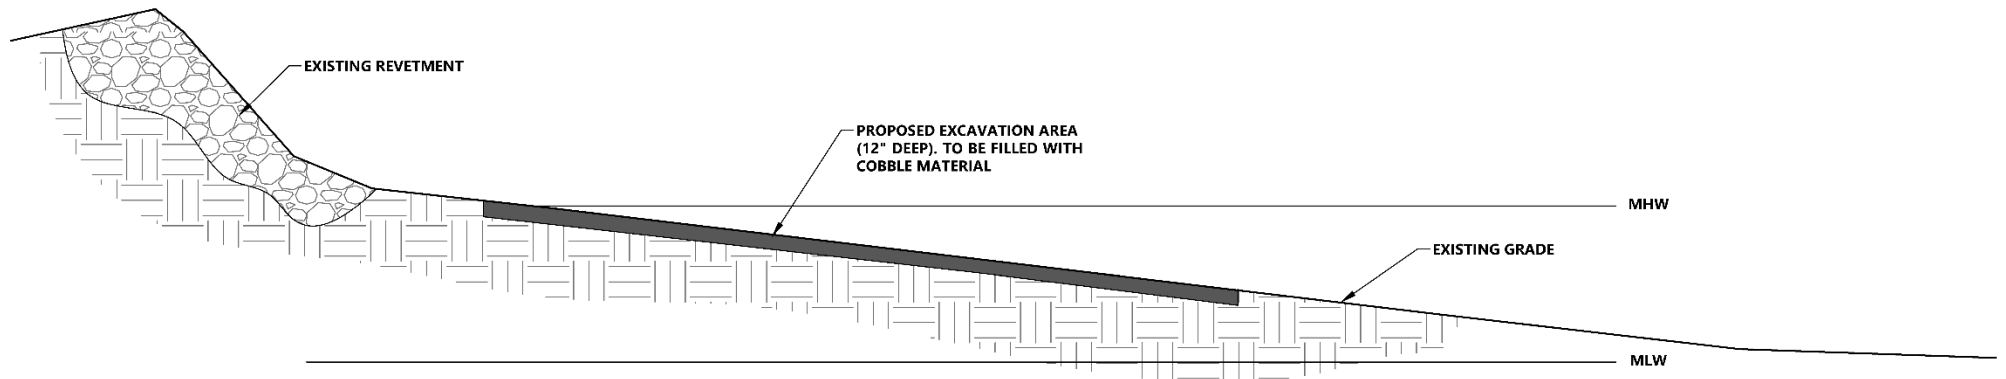 EXISTING REVETMENT
PROPOSED EXCAVATION AREA
(12" DEEP). TO BE FILLED WITH
COBBLE MATERIAL
MHW
EXISTING GRADE
MLW